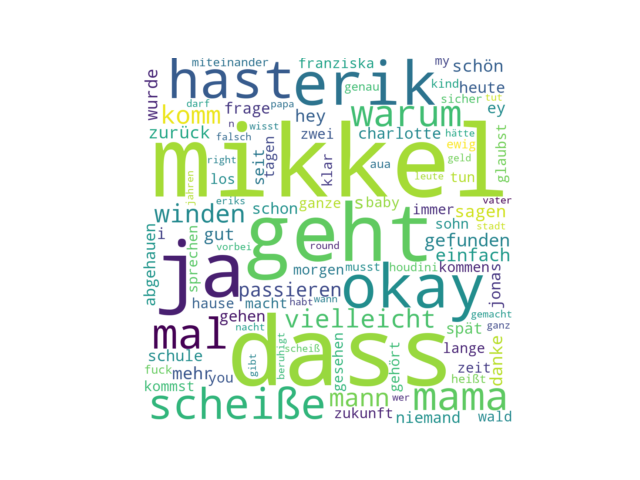 miteinander franziska my schön
hast erik genau kind heute
wurde darf papa sicher tut
komm frage hey warum ey
n wisst
zurück zwei charlotte hätte
falsch ewig glaubst
mikkel
right aua geld
los seit tagen klar leute tun
jahren eriks ganze s baby vater
winden schon immer sagen
i gut geht sohn stadt
sprechen vorbei round gefunden
abgehauen ja morgen musst houdini kommen einfach
passieren okay jonas
hause macht habt wann gemacht
gehen vielleicht spät ganz
mal nacht dass
schule scheiß lange danke
gibt beruhigt gesehen gehört
fuck mehr you zeit
kommst heißt
scheiße mann wer mama
zukunft niemand wald